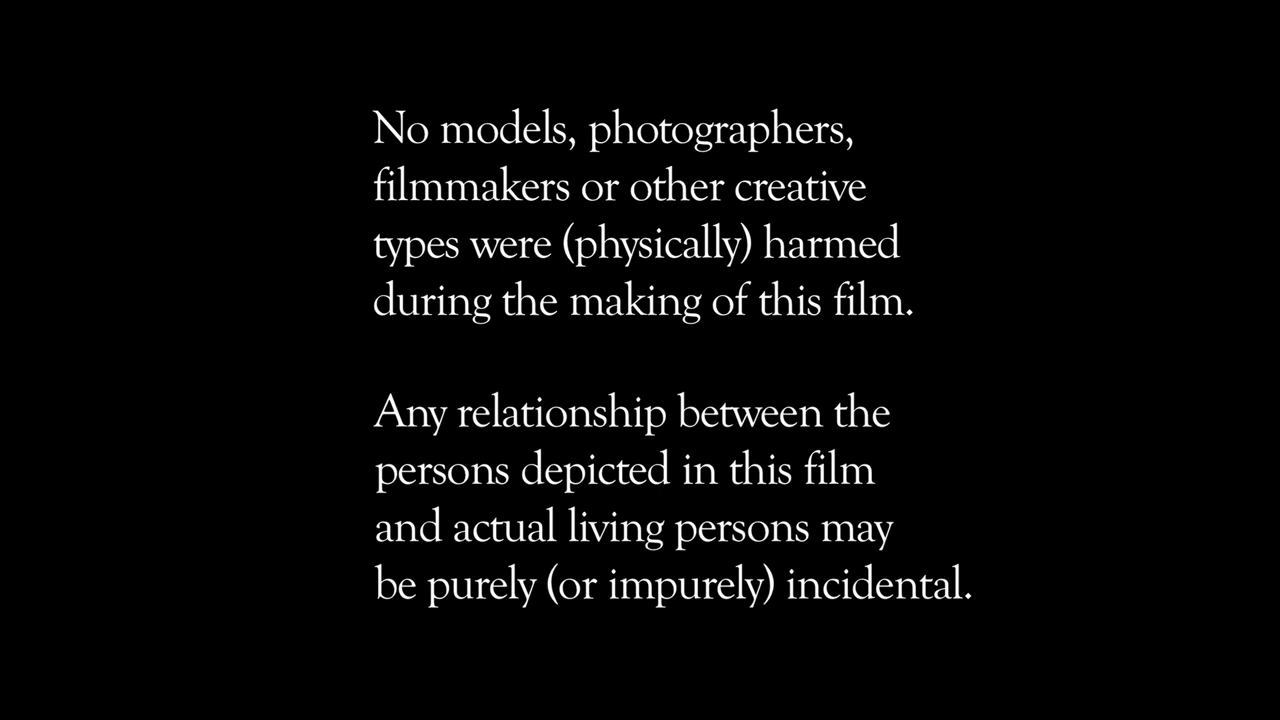 No models, photographers,
filmmakers or other creative
types were (physically) harmed
during the making of this film.
Any relationship between the
persons depicted in this film
and actual living persons may
be purely (or impurely) incidental.